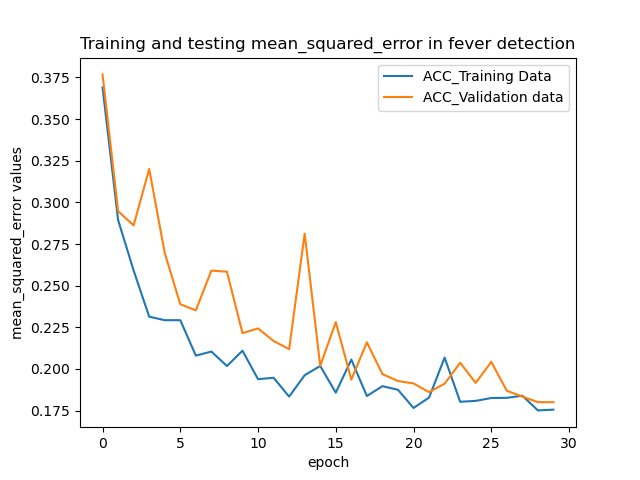 Training and testing mean_squared_error in fever detection
ACC_Training Data
ACC_Validation data
mean_squared_error values
0.375
0.350
0.325
0.300
0.275
0.250
0.225
0.200
0.175
0 5 10 15 20 25 30
epoch